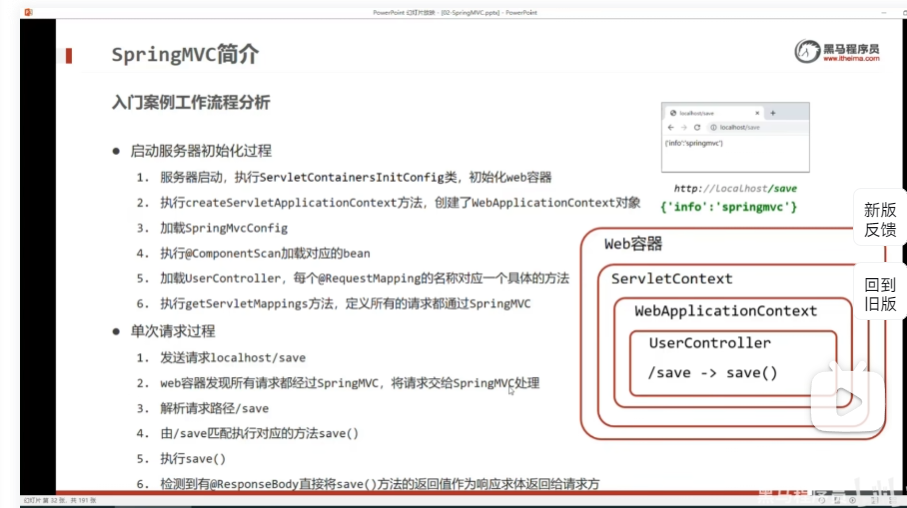 PowerPoint 幻灯片放映 - [02-SpringMVC.pptx] - PowerPoint
SpringMVC简介
黑马程序员
www.itheima.com
入门案例工作流程分析
启动服务器初始化过程
1. 服务器启动，执行ServletContainersInitConfig类，初始化web容器
2. 执行createServletApplicationContext方法，创建了WebApplicationContext对象
3. 加载SpringMvcConfig
4. 执行@ComponentScan加载对应的bean
5. 加载UserController，每个@RequestMapping的名称对应一个具体的方法
6. 执行getServletMappings方法，定义所有的请求都通过SpringMVC
单次请求过程
1. 发送请求localhost/save
2. web容器发现所有请求都经过SpringMVC，将请求交给SpringMVC处理
3. 解析请求路径/save
4. 由/save匹配执行对应的方法save()
5. 执行save()
6. 检测到有@ResponseBody直接将save()方法的返回值作为响应求体返回给请求方
localhost/save
localhost/save
{'info':'springmvc'}
http://localhost/save
{'info':'springmvc'}
Web容器
ServletContext
WebApplicationContext
UserController
/save -> save()
新版
反馈
回到
旧版
幻灯片 第 32 张，共 191 张